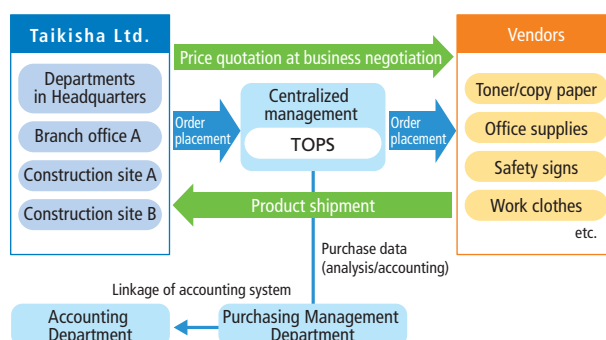 Taikisha Ltd.
Departments
in Headquarters
Branch office A
Construction site A
Construction site B
Price quotation at business negotiation
Order
placement
Centralized
management
TOPS
Order
placement
Product shipment
Vendors
Toner/copy paper
Office supplies
Safety signs
Work clothes
etc.
Purchase data
(analysis/accounting)
Linkage of accounting system
Accounting
Department
Purchasing Management
Department